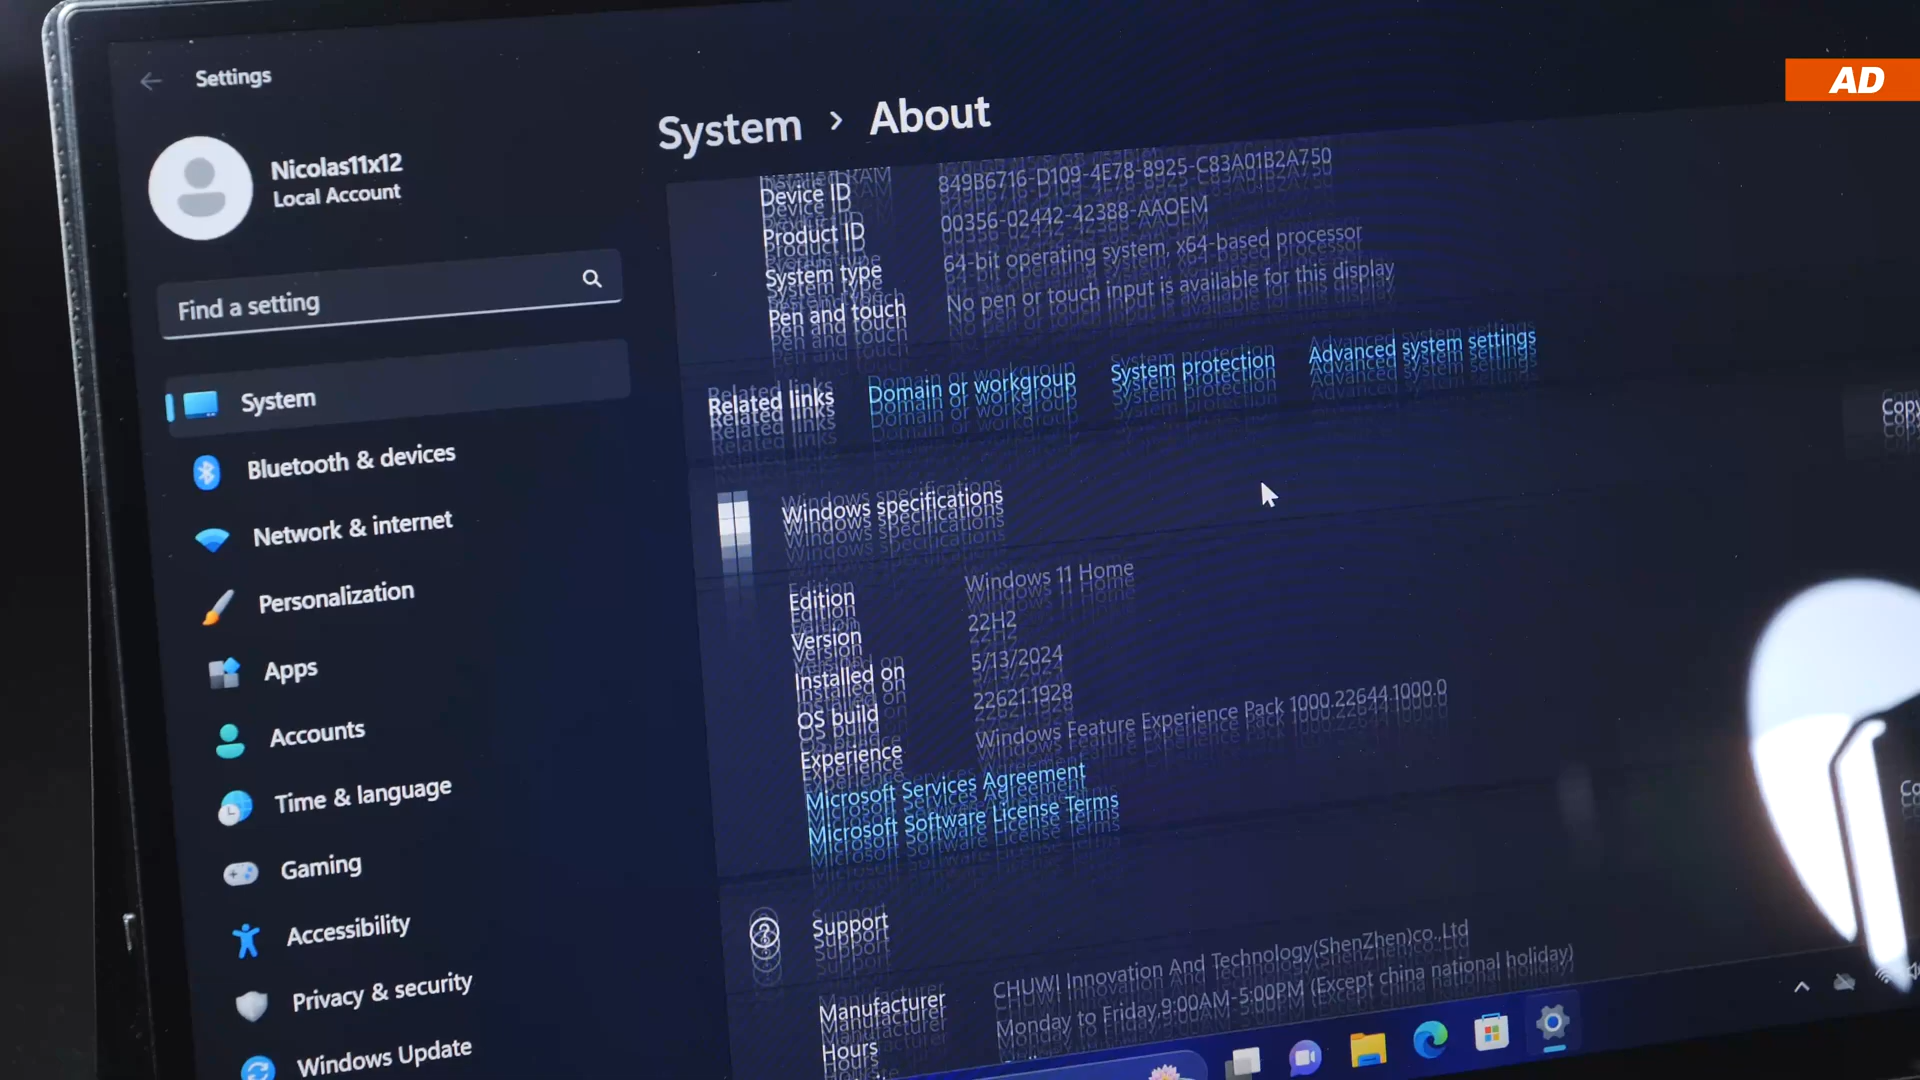 Settings
AD
System > About
Nicolas11x12
Local Account
Find a setting
System
Bluetooth & devices
Network & internet
Personalization
Apps
Accounts
Time & language
Gaming
Accessibility
Privacy & security
Windows Update
Device ID 849B6716-D109-4E78-8925-C83A01B2A750
Product ID 00356-02442-42388-AAOEM
System type 64-bit operating system, x64-based processor
Pen and touch No pen or touch input is available for this display
Related links Domain or workgroup System protection Advanced system settings
Windows specifications
Edition Windows 11 Home
Version 22H2
Installed on 5/13/2024
OS build 22621.1928
Experience Windows Feature Experience Pack 1000.22644.1000.0
Microsoft Services Agreement
Microsoft Software License Terms
Support
Manufacturer CHUWI Innovation And Technology(ShenZhen)co.,Ltd
Hours Monday to Friday,9:00AM-5:00PM (Except china national holiday)